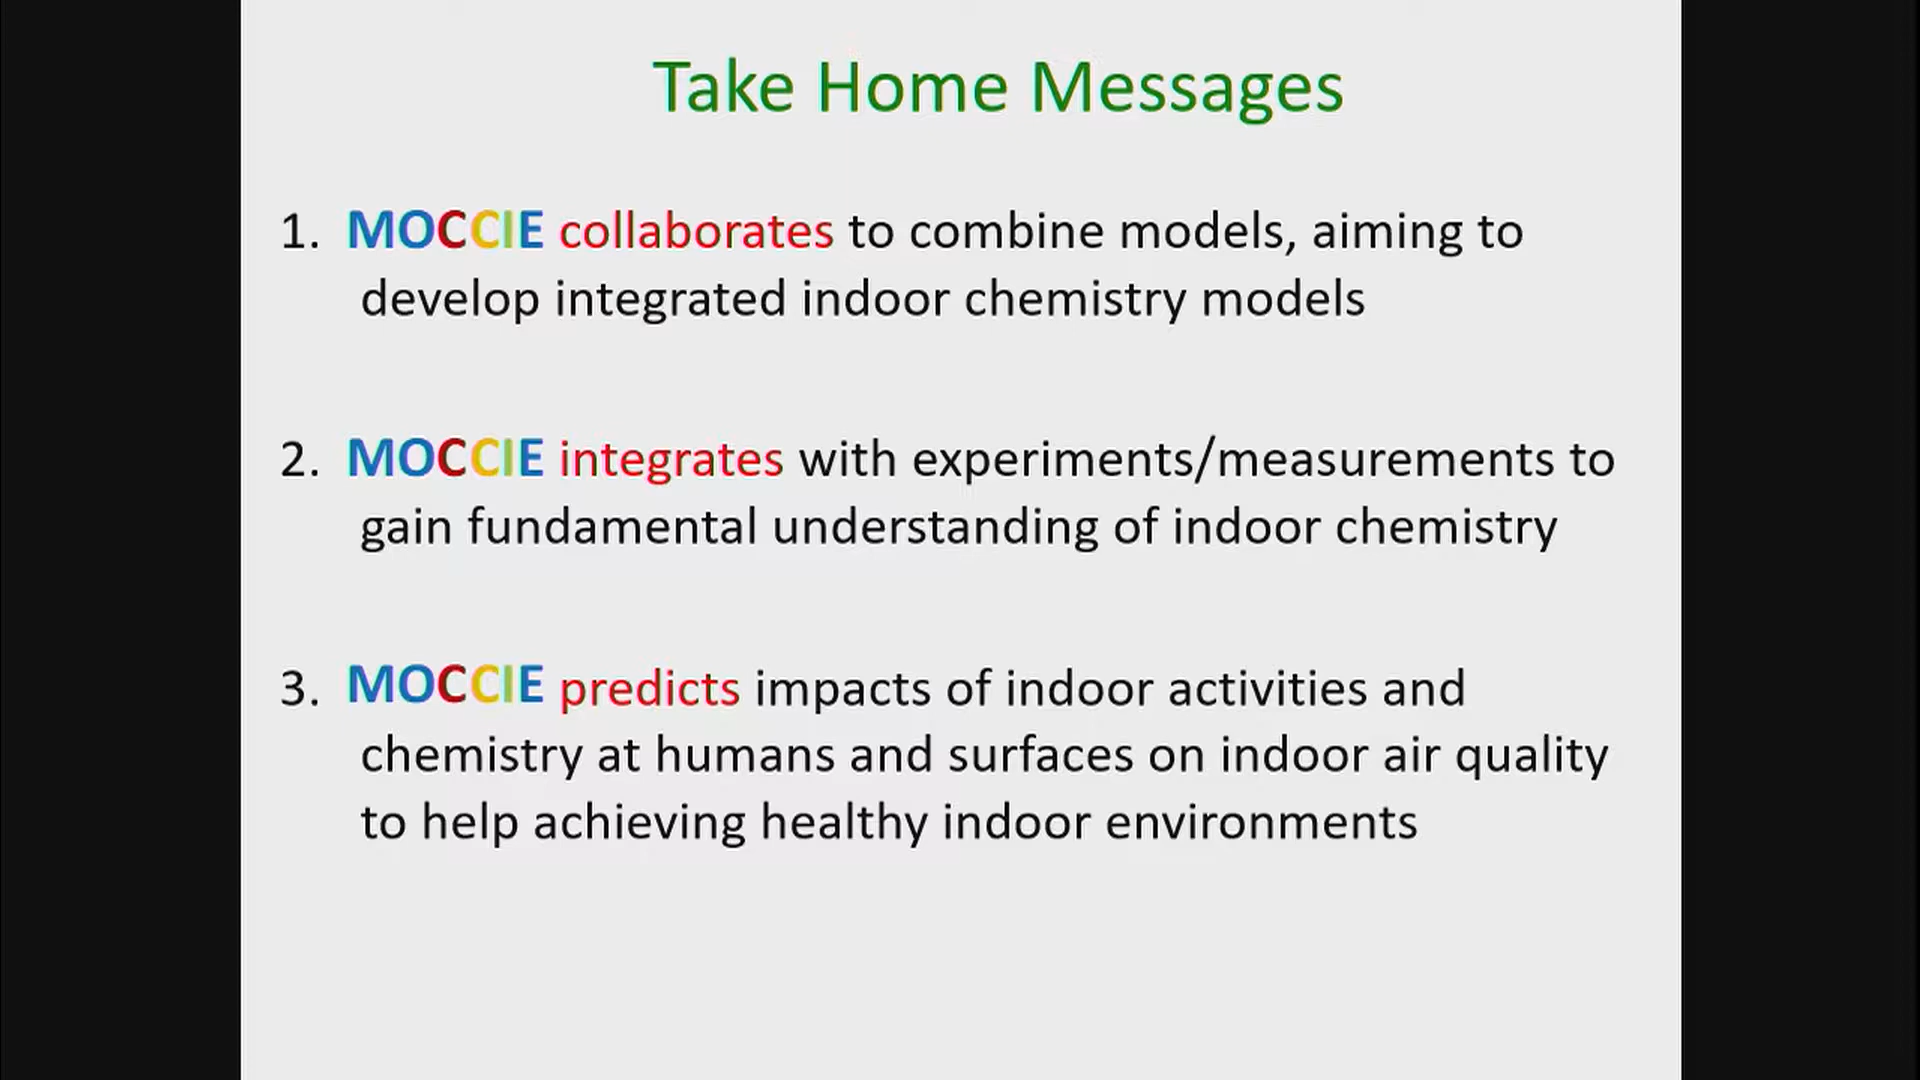 Take Home Messages
1. MOCCIE collaborates to combine models, aiming to
develop integrated indoor chemistry models
2. MOCCIE integrates with experiments/measurements to
gain fundamental understanding of indoor chemistry
3. MOCCIE predicts impacts of indoor activities and
chemistry at humans and surfaces on indoor air quality
to help achieving healthy indoor environments